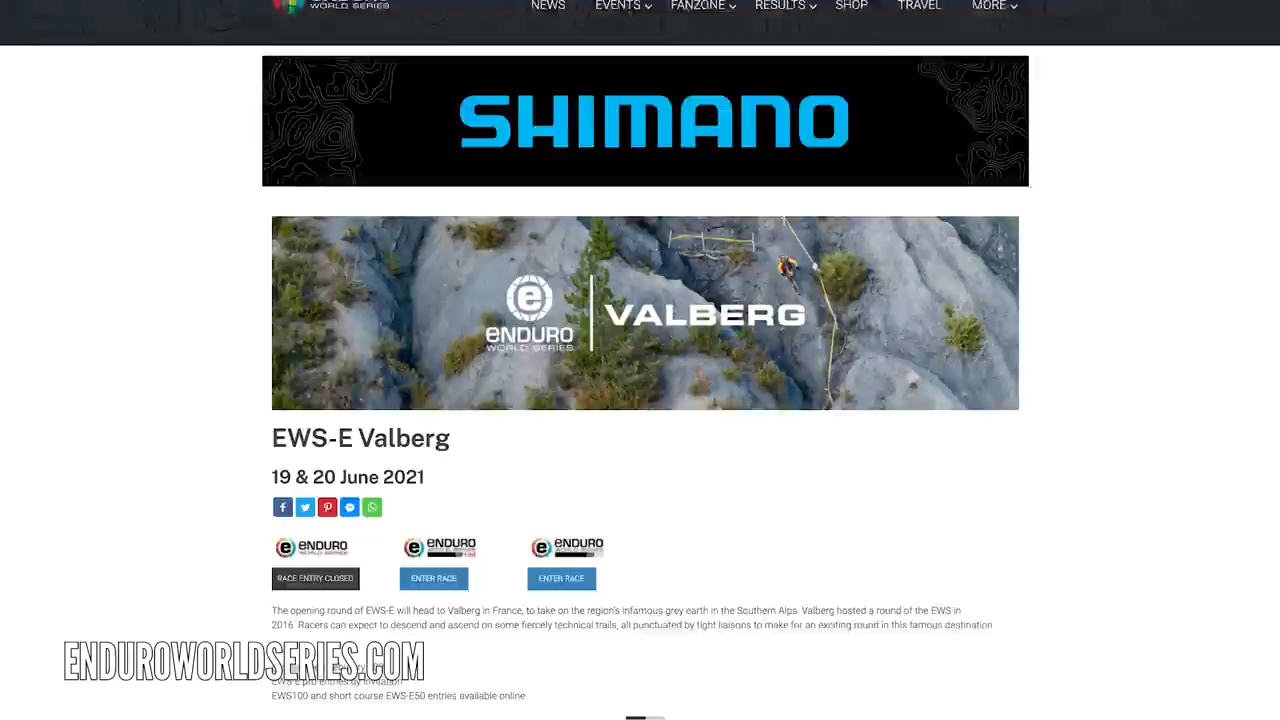 WORLD SERIES
NEWS EVENTS FANZONE RESULTS SHOP TRAVEL MORE
SHIMANO
e
ENDURO
WORLD SERIES
VALBERG
EWS-E Valberg
19 & 20 June 2021
e ENDURO WORLD SERIES
e ENDURO
e ENDURO WORLD SERIES
RACE ENTRY CLOSED ENTER RACE ENTER RACE
The opening round of EWS-E will head to Valberg in France, to take on the region's infamous grey earth in the Southern Alps. Valberg hosted a round of the EWS in
2016. Racers can expect to descend and ascend on some fiercely technical trails, all punctuated by tight liaisons to make for an exciting round in this famous destination
ENDUROWORLDSERIES.COM
EWS-E pro entries by invitation
EWS100 and short course EWS-E50 entries available online